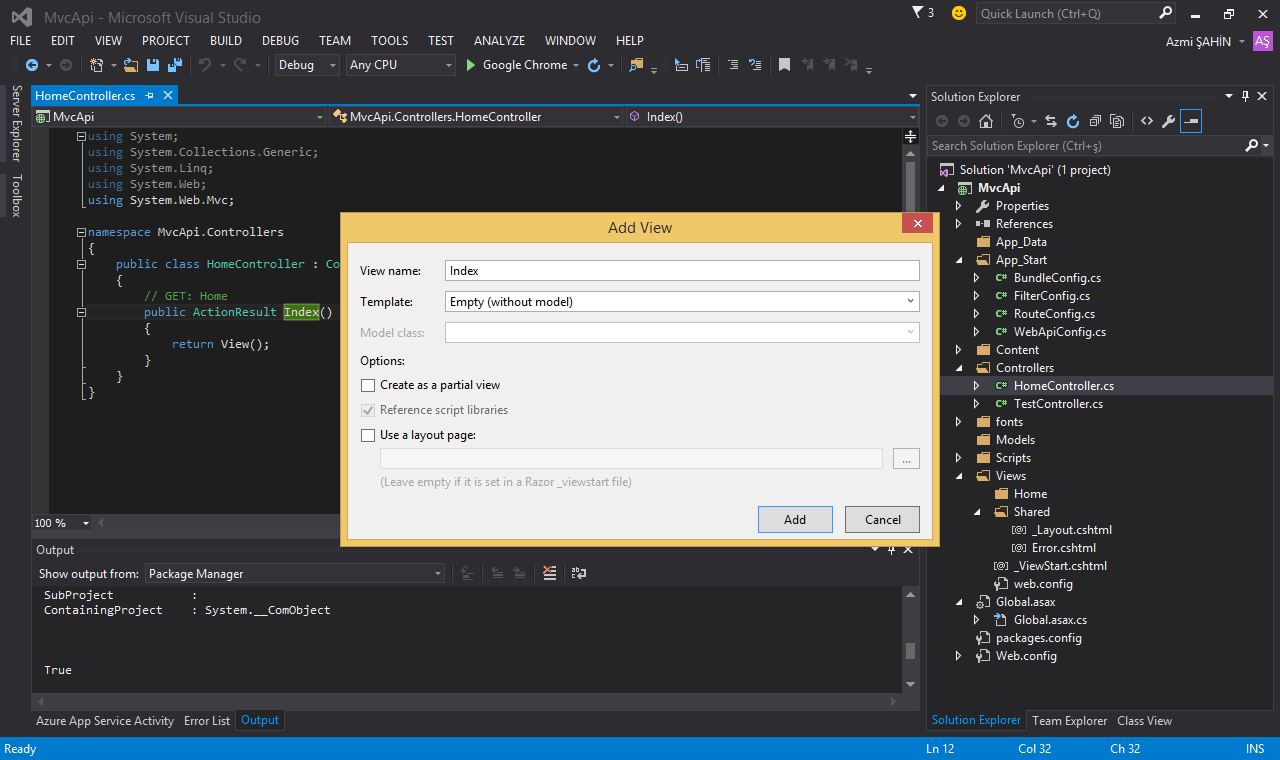 MvcApi - Microsoft Visual Studio
3
Quick Launch (Ctrl+Q)
FILE EDIT VIEW PROJECT BUILD DEBUG TEAM TOOLS TEST ANALYZE WINDOW HELP
Azmi ŞAHİN AŞ
Debug Any CPU Google Chrome
Server Explorer
Toolbox
HomeController.cs
MvcApi MvcApi.Controllers.HomeController Index()
using System;
using System.Collections.Generic;
using System.Linq;
using System.Web;
using System.Web.Mvc;
namespace MvcApi.Controllers
{
public class HomeController : Co
{
// GET: Home
public ActionResult Index()
{
return View();
}
}
}
100 %
Add View
View name: Index
Template: Empty (without model)
Model class:
Options:
Create as a partial view
Reference script libraries
Use a layout page:
...
(Leave empty if it is set in a Razor _viewstart file)
Add Cancel
Output
Show output from: Package Manager
SubProject :
ContainingProject : System.__ComObject
True
Azure App Service Activity Error List Output
Solution Explorer
Search Solution Explorer (Ctrl+ş)
Solution 'MvcApi' (1 project)
MvcApi
Properties
References
App_Data
App_Start
C# BundleConfig.cs
C# FilterConfig.cs
C# RouteConfig.cs
C# WebApiConfig.cs
Content
Controllers
C# HomeController.cs
C# TestController.cs
fonts
Models
Scripts
Views
Home
Shared
[@] _Layout.cshtml
[@] Error.cshtml
[@] _ViewStart.cshtml
web.config
Global.asax
Global.asax.cs
packages.config
Web.config
Solution Explorer Team Explorer Class View
Ready Ln 12 Col 32 Ch 32 INS